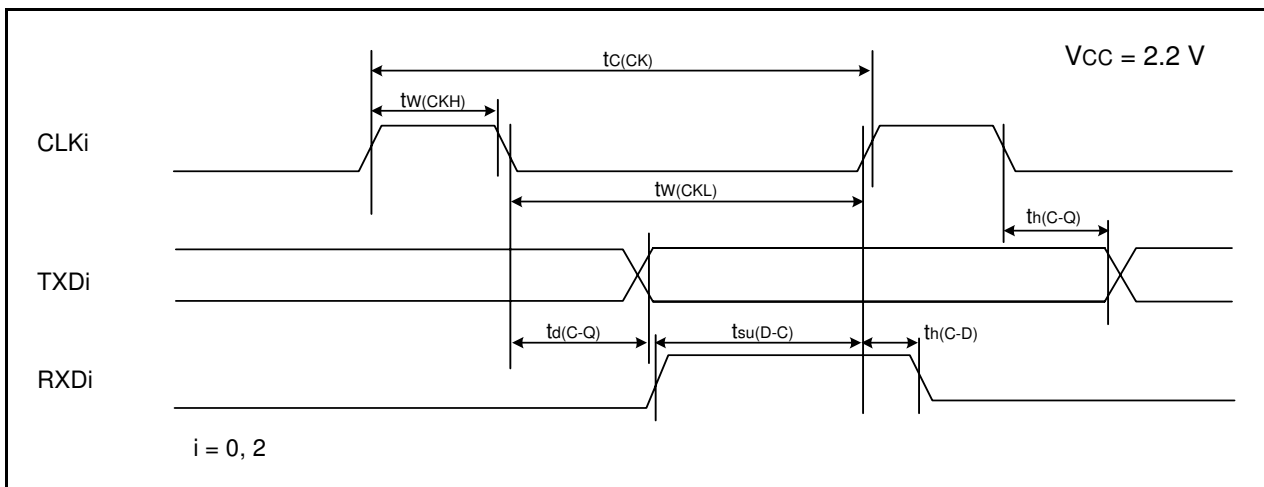 tC(CK)
VCC = 2.2 V
tW(CKH)
CLKi
tW(CKL)
th(C-Q)
TXDi
td(C-Q)
tsu(D-C)
th(C-D)
RXDi
i = 0, 2